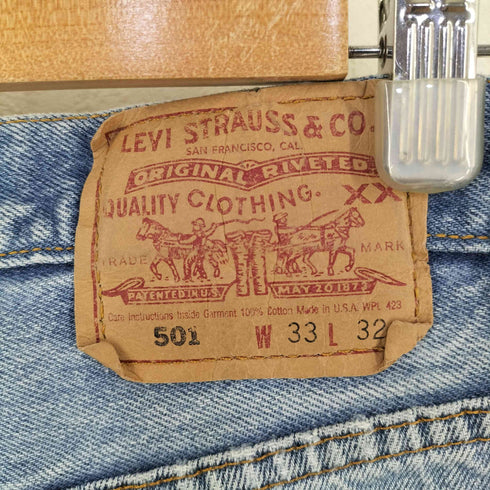 LEVI STRAUSS & CO.
SAN FRANCISCO, CAL.
ORIGINAL RIVETED
QUALITY CLOTHING. XX
TRADE MARK
PATENTED IN U.S. MAY 20 1873
Care Instructions Inside Garment 100% Cotton Made in U.S.A. WPL 423
501 W 33 L 32